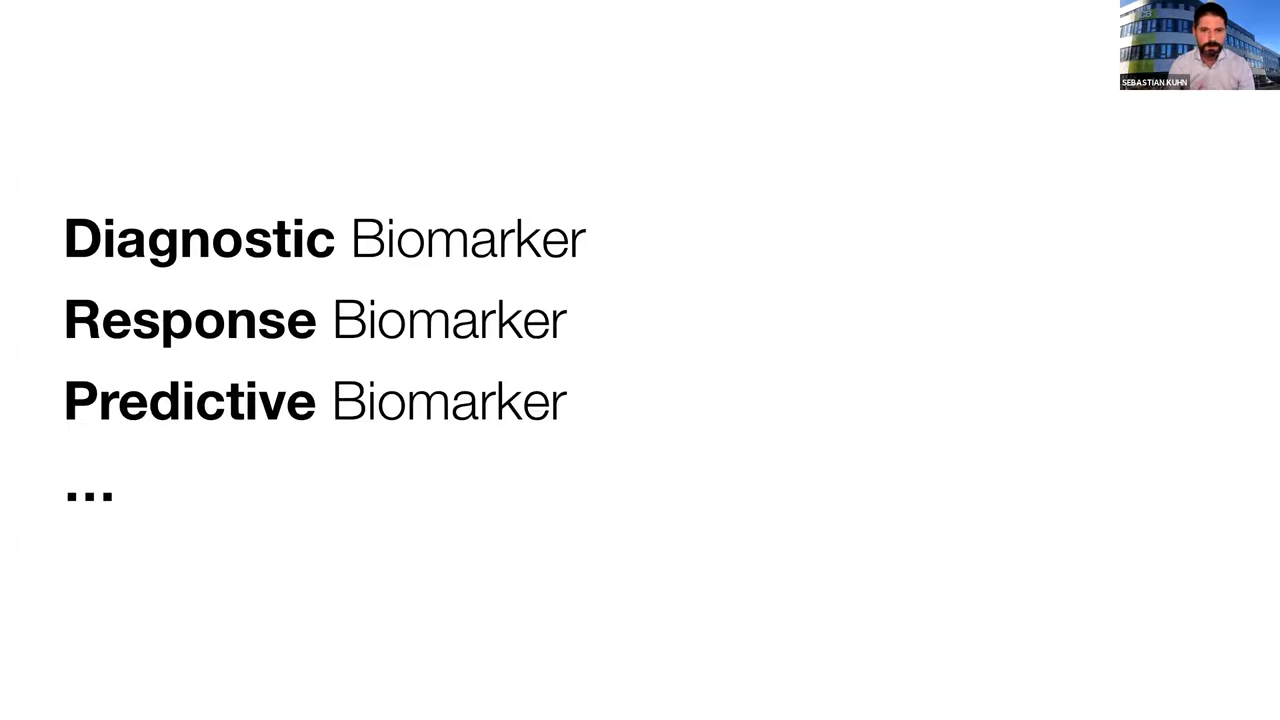 SEBASTIAN KUHN
Diagnostic Biomarker
Response Biomarker
Predictive Biomarker
...